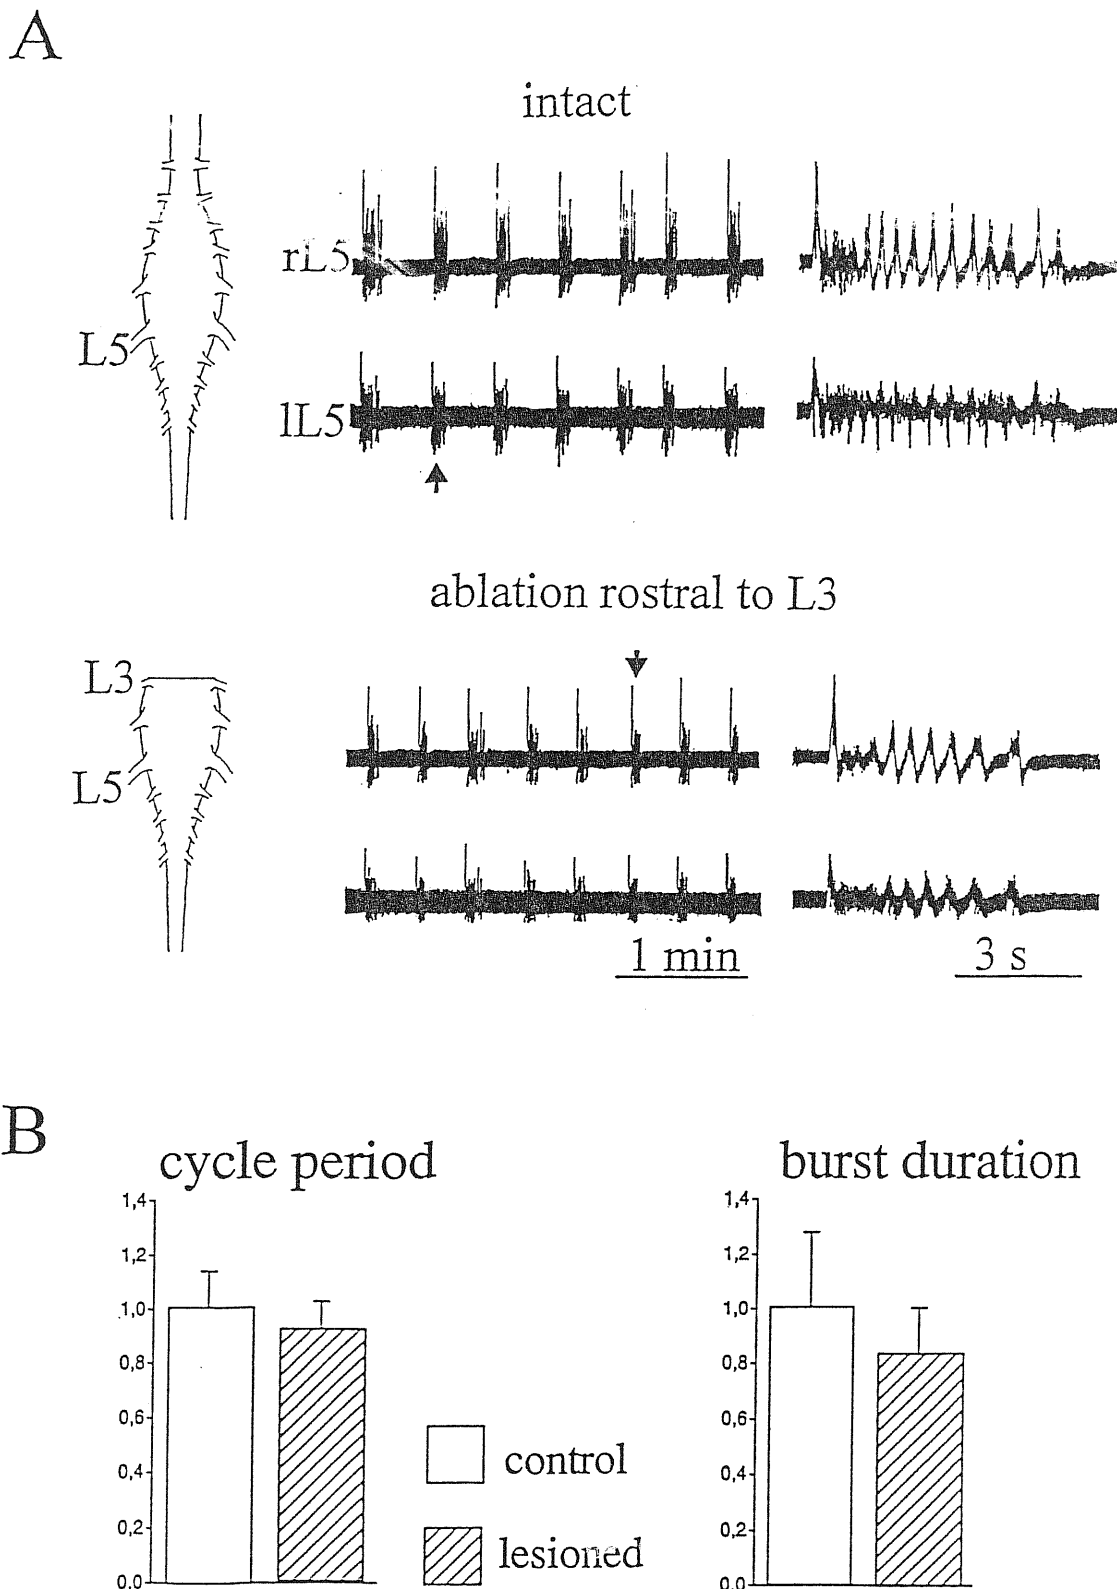 A
intact
rL5
L5
lL5
ablation rostral to L3
L3
L5
1 min
3 s
B
cycle period
1,4
1,2
1,0
0,8
0,6
0,4
0,2
0.0
control
lesioned
burst duration
1,4
1,2
1,0
0,8
0,6
0,4
0,2
0.0